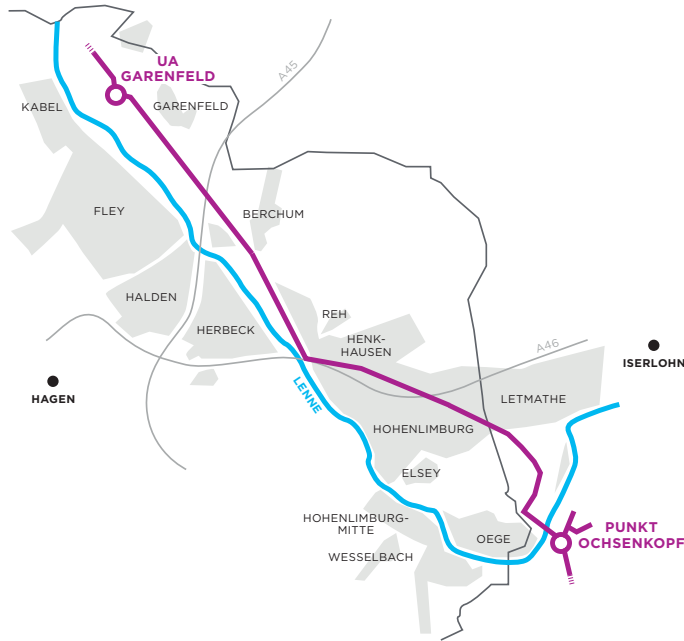 UA
GARENFELD
A45
KABEL
GARENFELD
FLEY
BERCHUM
HALDEN
REH
HERBECK
HENK-
HAUSEN
A46
ISERLOHN
HAGEN
LENNE
LETMATHE
HOHENLIMBURG
ELSEY
HOHENLIMBURG-
MITTE
OEGE
PUNKT
OCHSENKOPF
WESSELBACH